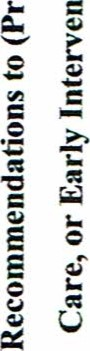 Recommendations to (Pr
Care, or Early Interven